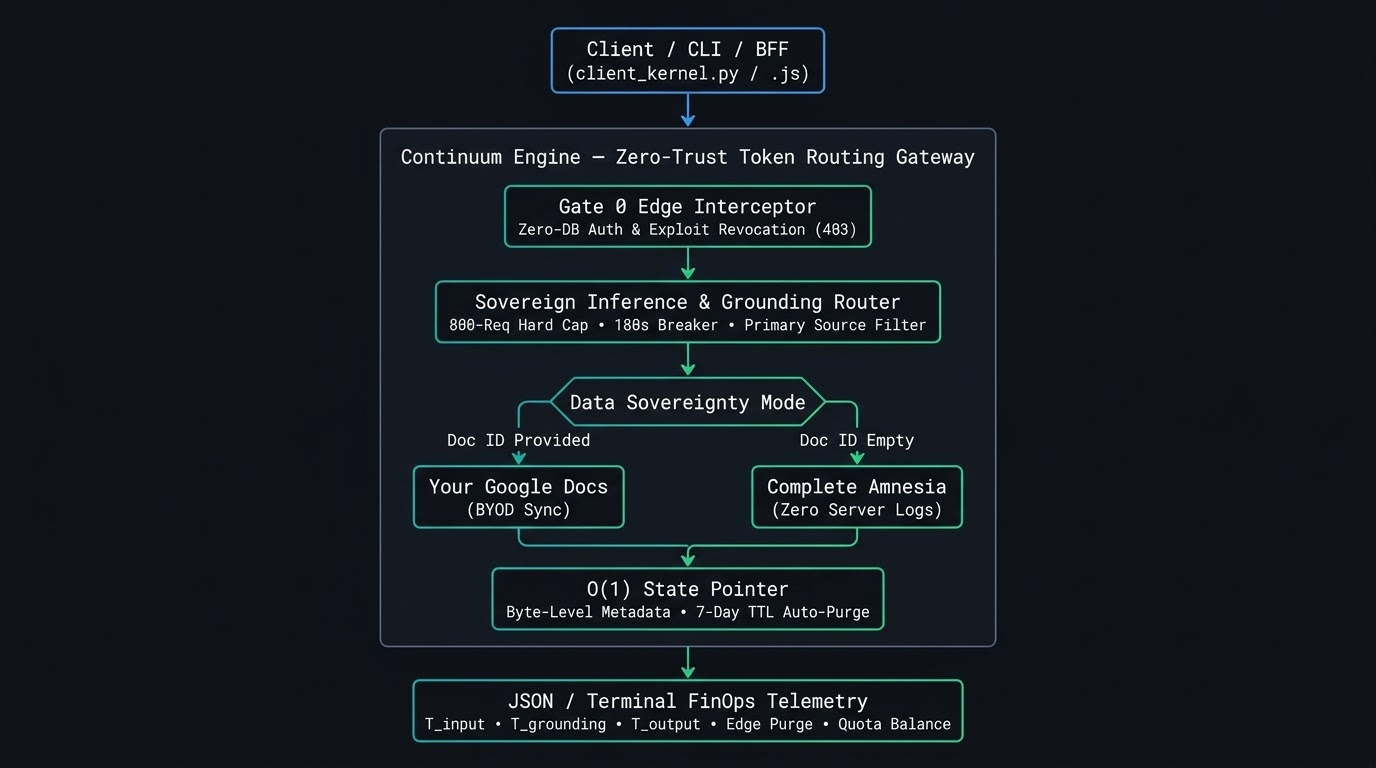 Client / CLI / BFF
(client_kernel.py / .js)
Continuum Engine — Zero-Trust Token Routing Gateway
Gate 0 Edge Interceptor
Zero-DB Auth & Exploit Revocation (403)
Sovereign Inference & Grounding Router
800-Req Hard Cap • 180s Breaker • Primary Source Filter
Data Sovereignty Mode
Doc ID Provided
Doc ID Empty
Your Google Docs
(BYOD Sync)
Complete Amnesia
(Zero Server Logs)
O(1) State Pointer
Byte-Level Metadata • 7-Day TTL Auto-Purge
JSON / Terminal FinOps Telemetry
T_input • T_grounding • T_output • Edge Purge • Quota Balance